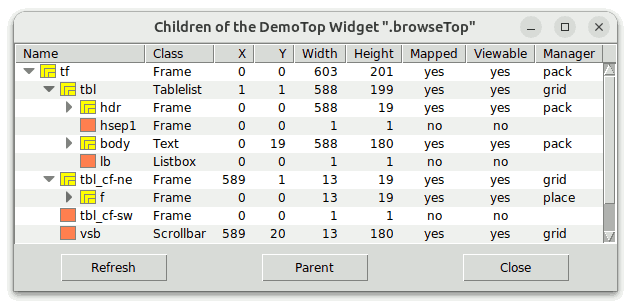 Children of the DemoTop Widget ".browseTop"
Name Class X Y Width Height Mapped Viewable Manager
tf Frame 0 0 603 201 yes yes pack
tbl Tablelist 1 1 588 199 yes yes grid
hdr Frame 0 0 588 19 yes yes pack
hsep1 Frame 0 0 1 1 no no
body Text 0 19 588 180 yes yes pack
lb Listbox 0 0 1 1 no no
tbl_cf-ne Frame 589 1 13 19 yes yes grid
f Frame 0 0 13 19 yes yes place
tbl_cf-sw Frame 0 0 1 1 no no
vsb Scrollbar 589 20 13 180 yes yes grid
Refresh Parent Close